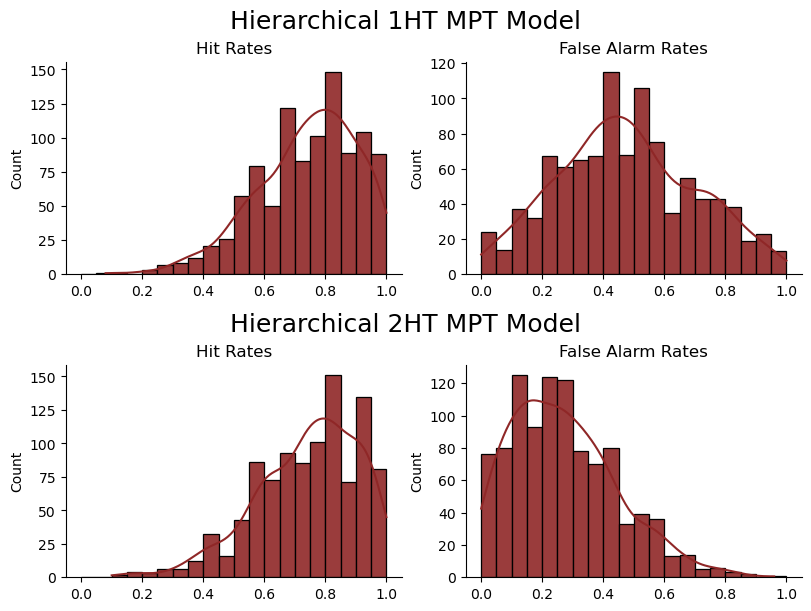 Hierarchical 1HT MPT Model
Hit Rates
False Alarm Rates
150
125
100
75
50
25
0
Count
0.0 0.2 0.4 0.6 0.8 1.0
120
100
80
60
40
20
0
Count
0.0 0.2 0.4 0.6 0.8 1.0
Hierarchical 2HT MPT Model
Hit Rates
False Alarm Rates
150
125
100
75
50
25
0
Count
0.0 0.2 0.4 0.6 0.8 1.0
120
100
80
60
40
20
0
Count
0.0 0.2 0.4 0.6 0.8 1.0